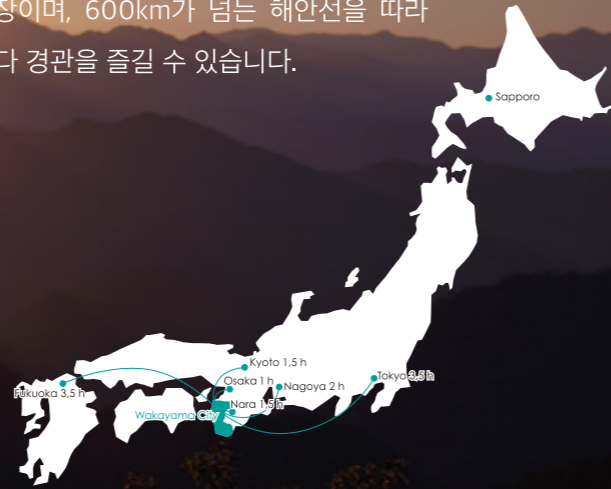 장이며, 600km가 넘는 해안선을 따라
다 경관을 즐길 수 있습니다.
Sapporo
Kyoto 1,5 h
Osaka 1 h
Nagoya 2 h
Tokyo 3,5 h
Fukuoka 3,5 h
Nara 1,5 h
Wakayama City